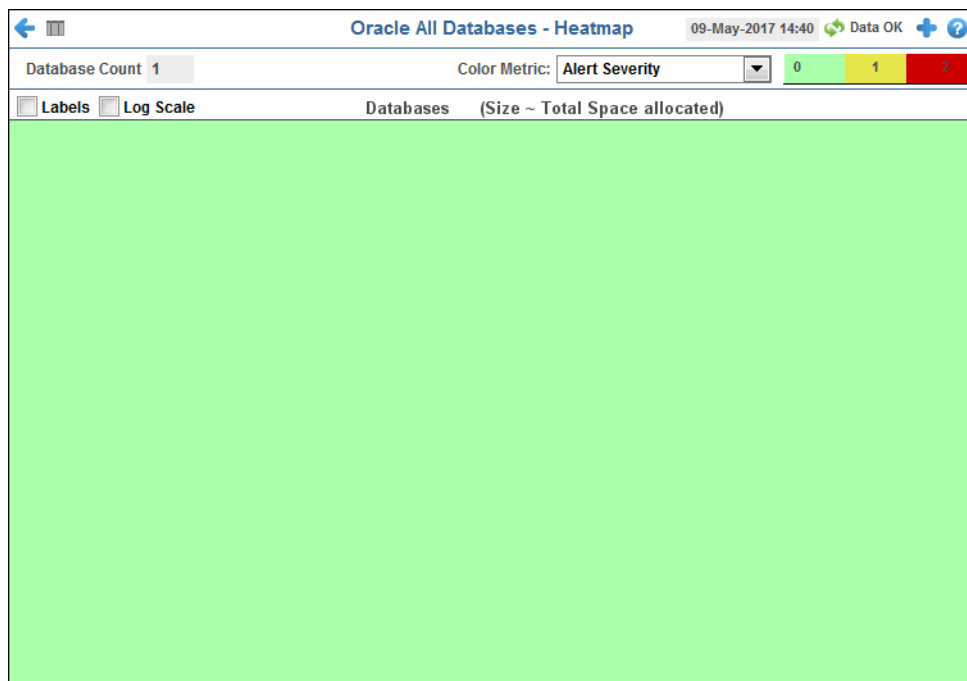 Oracle All Databases - Heatmap 09-May-2017 14:40 Data OK
Database Count 1 Color Metric: Alert Severity 0 1 2
Labels Log Scale Databases (Size ~ Total Space allocated)